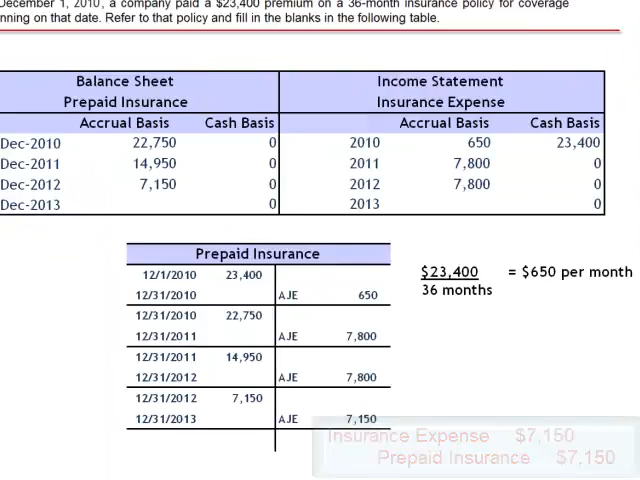 December 1, 2010, a company paid a $23,400 premium on a 36-month insurance policy for coverage
nning on that date. Refer to that policy and fill in the blanks in the following table.
Balance Sheet Income Statement
Prepaid Insurance Insurance Expense
Accrual Basis Cash Basis Accrual Basis Cash Basis
Dec-2010 22,750 0 2010 650 23,400
Dec-2011 14,950 0 2011 7,800 0
Dec-2012 7,150 0 2012 7,800 0
Dec-2013 0 2013 0
Prepaid Insurance
12/1/2010 23,400
12/31/2010 AJE 650
12/31/2010 22,750
12/31/2011 AJE 7,800
12/31/2011 14,950
12/31/2012 AJE 7,800
12/31/2012 7,150
12/31/2013 AJE 7,150
$23,400 = $650 per month
36 months
Insurance Expense $7,150
Prepaid Insurance $7,150